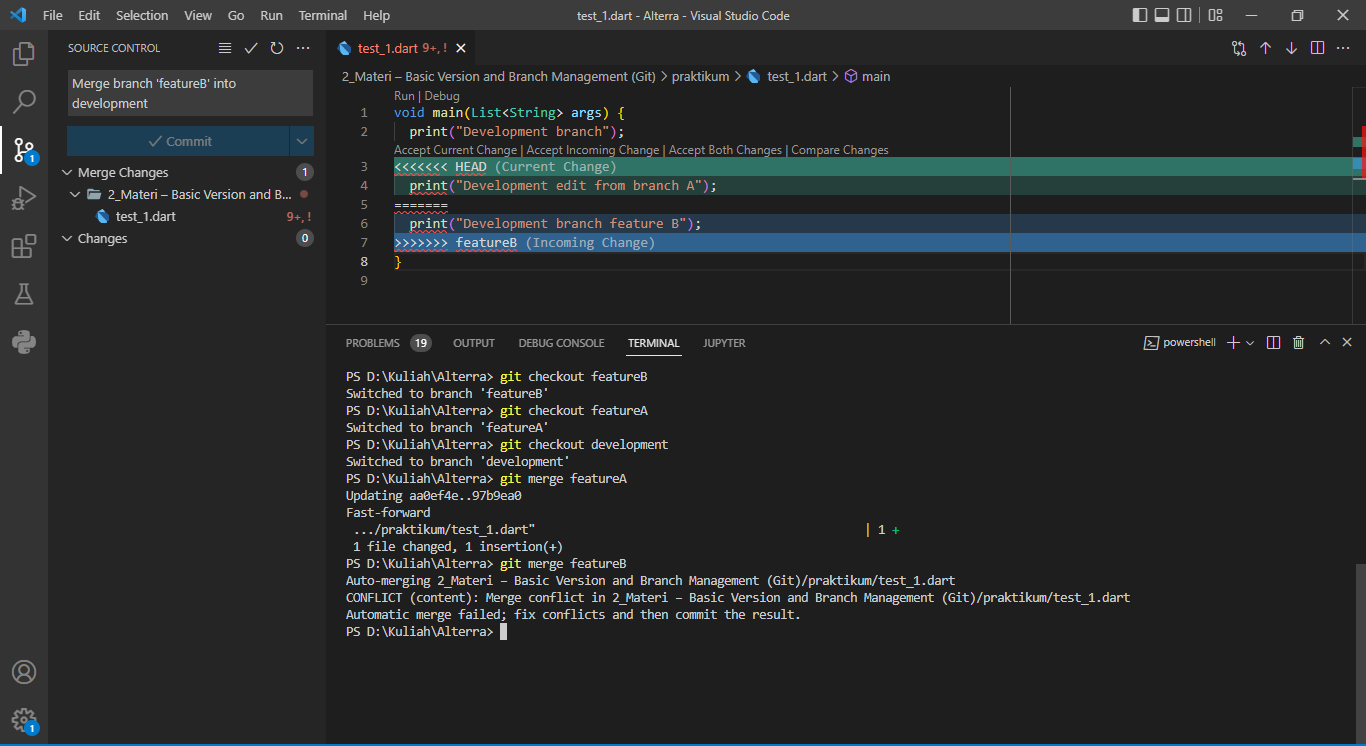 File Edit Selection View Go Run Terminal Help
test_1.dart - Alterra - Visual Studio Code
SOURCE CONTROL
Merge branch 'featureB' into
development
Commit
Merge Changes 1
2_Materi – Basic Version and B...
test_1.dart 9+, !
Changes 0
1
1
test_1.dart 9+, !
2_Materi – Basic Version and Branch Management (Git) > praktikum > test_1.dart > main
Run | Debug
1 void main(List<String> args) {
2 print("Development branch");
Accept Current Change | Accept Incoming Change | Accept Both Changes | Compare Changes
3 <<<<<<< HEAD (Current Change)
4 print("Development edit from branch A");
5 =======
6 print("Development branch feature B");
7 >>>>>>> featureB (Incoming Change)
8 }
9
PROBLEMS 19 OUTPUT DEBUG CONSOLE TERMINAL JUPYTER
powershell
PS D:\Kuliah\Alterra> git checkout featureB
Switched to branch 'featureB'
PS D:\Kuliah\Alterra> git checkout featureA
Switched to branch 'featureA'
PS D:\Kuliah\Alterra> git checkout development
Switched to branch 'development'
PS D:\Kuliah\Alterra> git merge featureA
Updating aa0ef4e..97b9ea0
Fast-forward
.../praktikum/test_1.dart" | 1 +
1 file changed, 1 insertion(+)
PS D:\Kuliah\Alterra> git merge featureB
Auto-merging 2_Materi – Basic Version and Branch Management (Git)/praktikum/test_1.dart
CONFLICT (content): Merge conflict in 2_Materi – Basic Version and Branch Management (Git)/praktikum/test_1.dart
Automatic merge failed; fix conflicts and then commit the result.
PS D:\Kuliah\Alterra>